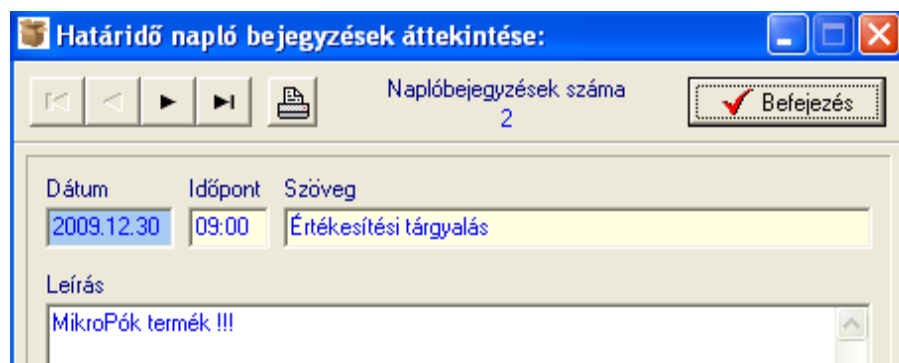 Határidő napló bejegyzések áttekintése:
Naplóbejegyzések száma
2
Befejezés
Dátum Időpont Szöveg
2009.12.30 09:00 Értékesítési tárgyalás
Leírás
MikroPók termék !!!